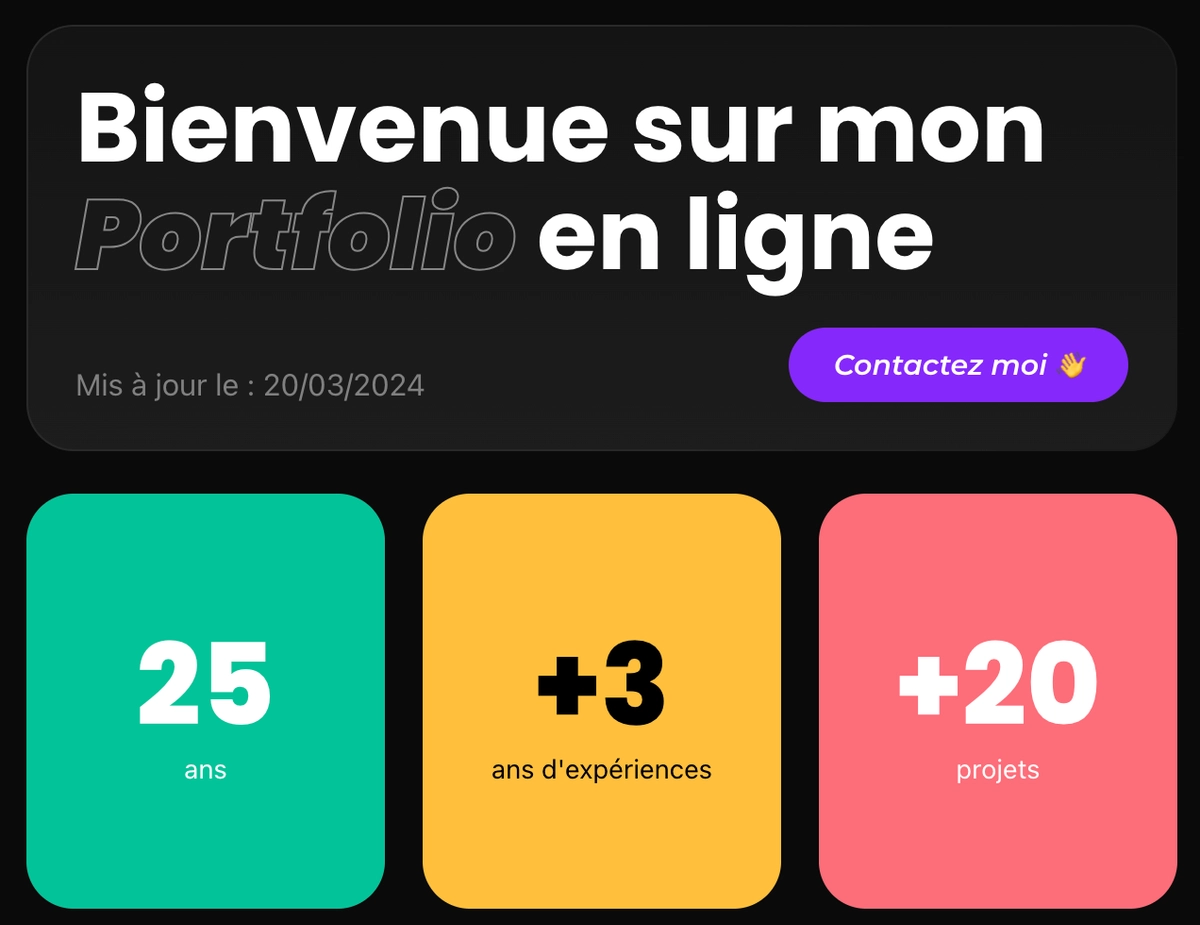 Bienvenue sur mon
Portfolio en ligne
Mis à jour le : 20/03/2024
Contactez moi 👋
25
ans
+3
ans d'expériences
+20
projets